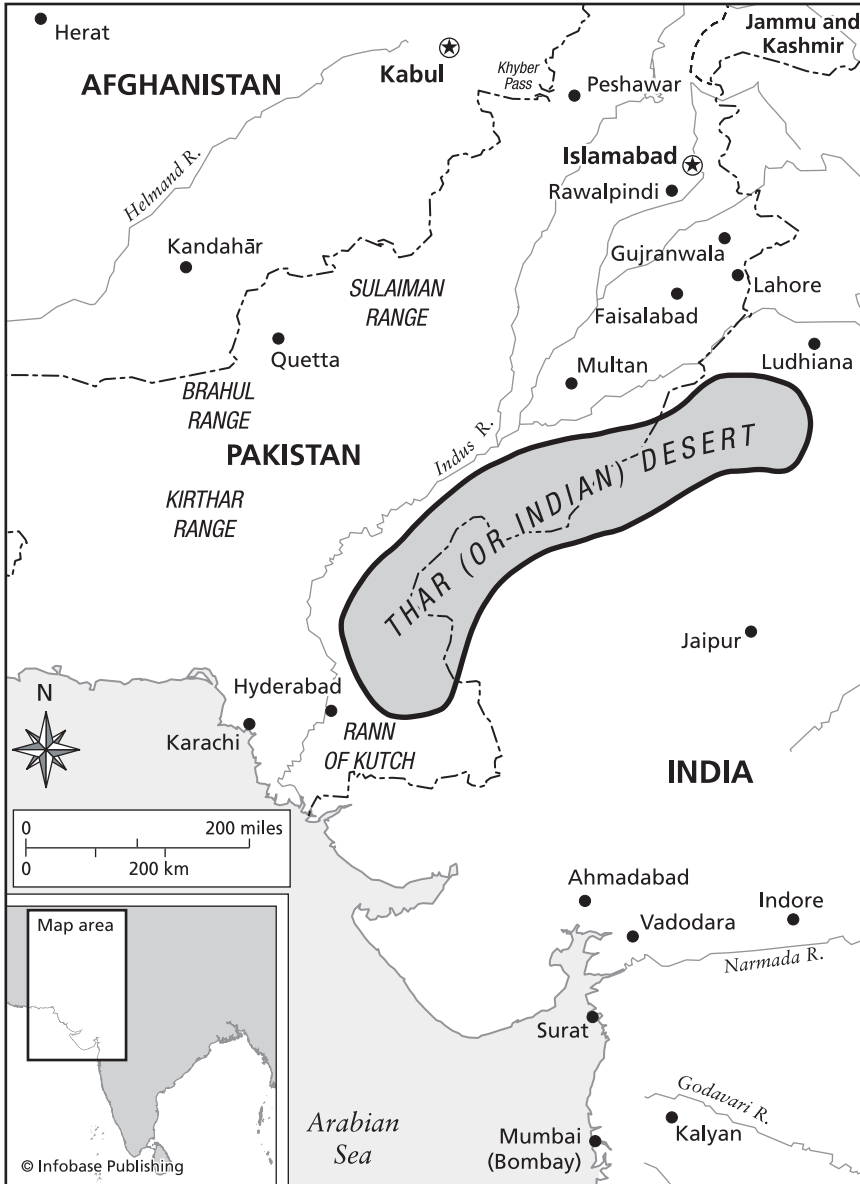 Herat
AFGHANISTAN
Kabul
Khyber
Pass
Peshawar
Jammu and
Kashmir
Islamabad
Rawalpindi
Helmand R.
Kandahār
Gujranwala
Lahore
SULAIMAN
RANGE
Faisalabad
Quetta
Multan
Ludhiana
BRAHUL
RANGE
PAKISTAN
Indus R.
THAR (OR INDIAN) DESERT
KIRTHAR
RANGE
Jaipur
N
Hyderabad
Karachi
RANN
OF KUTCH
INDIA
0 200 miles
0 200 km
Ahmadabad
Vadodara
Indore
Narmada R.
Map area
Surat
Godavari R.
Arabian
Sea
Mumbai
(Bombay)
Kalyan
© Infobase Publishing